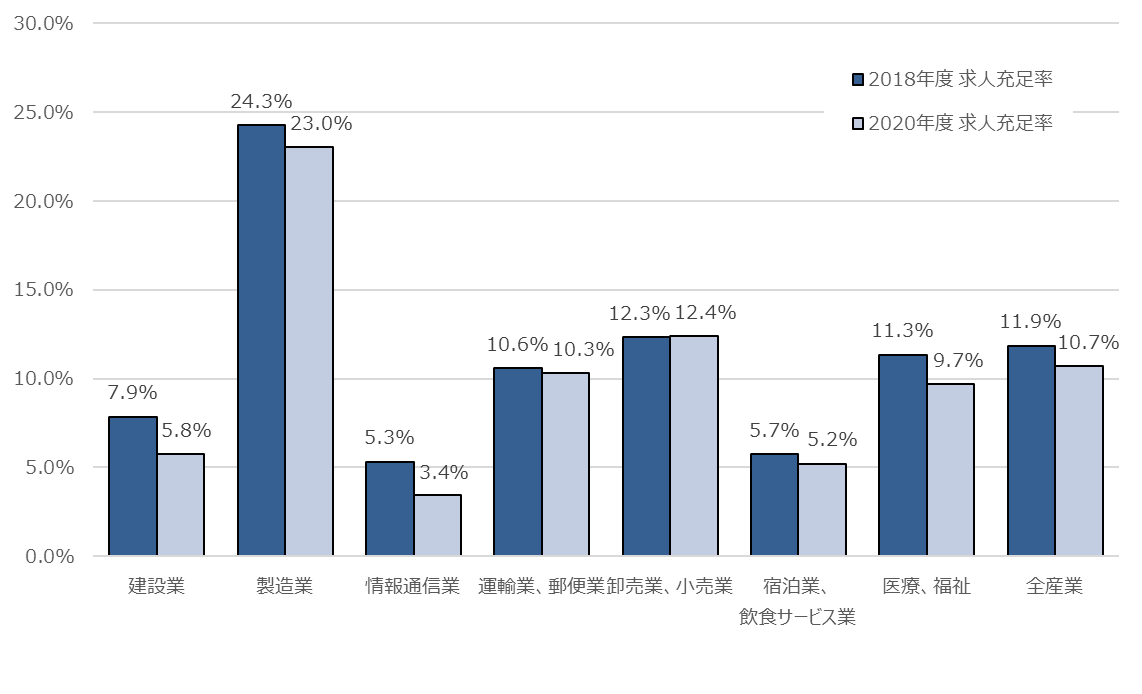 30.0%
25.0%
20.0%
15.0%
10.0%
5.0%
0.0%
2018年度 求人充足率
2020年度 求人充足率
7.9%
5.8%
24.3%
23.0%
5.3%
3.4%
10.6%
10.3%
12.3%
12.4%
5.7%
5.2%
11.3%
9.7%
11.9%
10.7%
建設業
製造業
情報通信業
運輸業、郵便業
卸売業、小売業
宿泊業、
飲食サービス業
医療、福祉
全産業